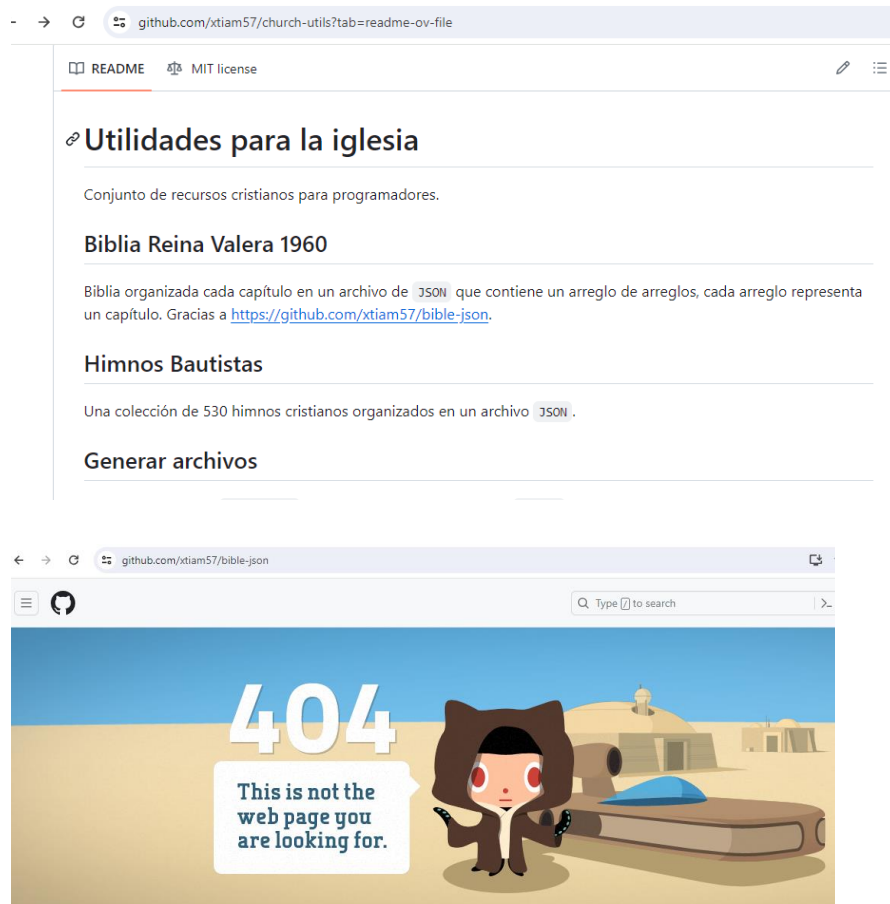 github.com/xtiam57/church-utils?tab=readme-ov-file
README MIT license
Utilidades para la iglesia
Conjunto de recursos cristianos para programadores.
Biblia Reina Valera 1960
Biblia organizada cada capítulo en un archivo de JSON que contiene un arreglo de arreglos, cada arreglo representa
un capítulo. Gracias a https://github.com/xtiam57/bible-json.
Himnos Bautistas
Una colección de 530 himnos cristianos organizados en un archivo JSON.
Generar archivos
github.com/xtiam57/bible-json
Type / to search
404
This is not the
web page you
are looking for.